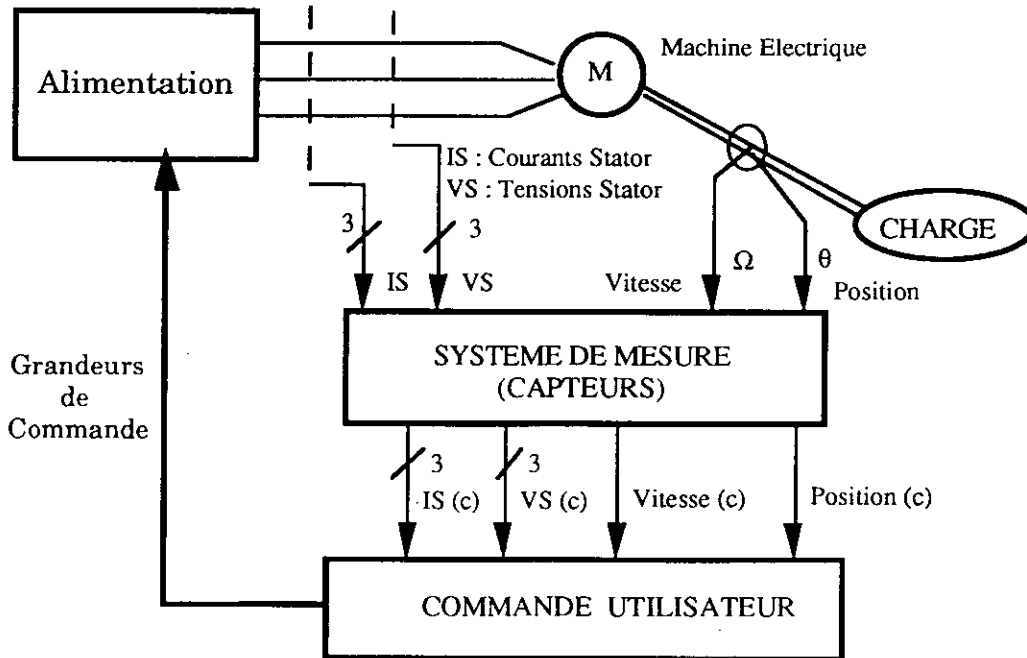 Alimentation
M
Machine Electrique
IS : Courants Stator
VS : Tensions Stator
CHARGE
3
3
Ω
θ
IS
VS
Vitesse
Position
SYSTEME DE MESURE
(CAPTEURS)
Grandeurs
de
Commande
3
3
IS (c)
VS (c)
Vitesse (c)
Position (c)
COMMANDE UTILISATEUR